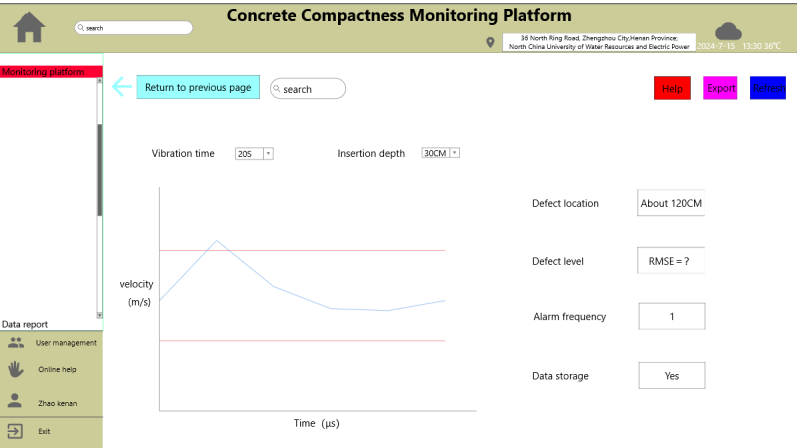 Concrete Compactness Monitoring Platform
search
36 North Ring Road, Zhengzhou City,Henan Province;
North China University of Water Resources and Electric Power
2024-7-15 13:30 36℃
Monitoring platform
Return to previous page
search
Help
Export
Refresh
Vibration time
20S
Insertion depth
30CM
Defect location
About 120CM
Defect level
RMSE = ?
velocity
(m/s)
Alarm frequency
1
Data storage
Yes
Time (μs)
Data report
User management
Online help
Zhao kenan
Exit